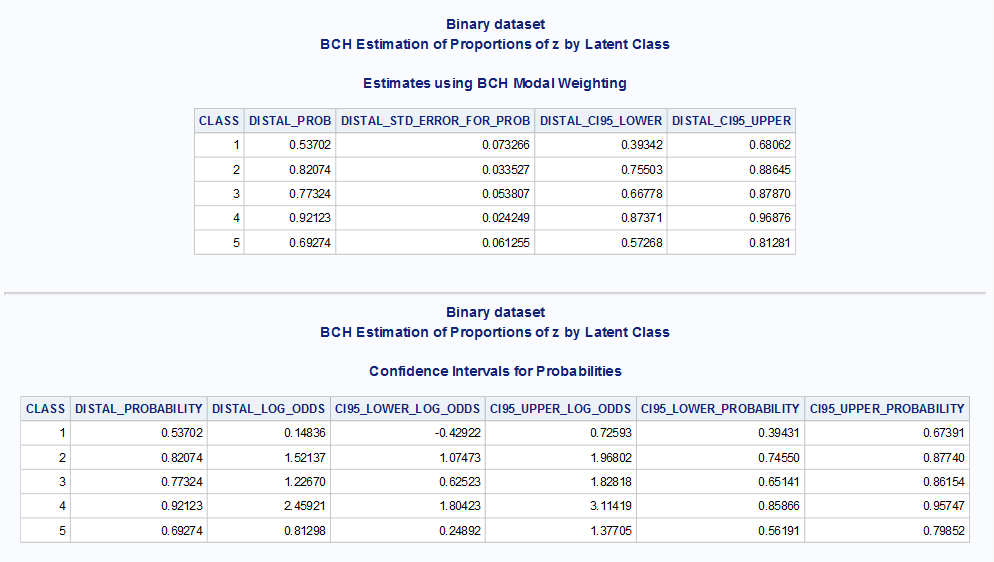 Binary dataset
BCH Estimation of Proportions of z by Latent Class
Estimates using BCH Modal Weighting
CLASS DISTAL_PROB DISTAL_STD_ERROR_FOR_PROB DISTAL_CI95_LOWER DISTAL_CI95_UPPER
1 0.53702 0.073266 0.39342 0.68062
2 0.82074 0.033527 0.75503 0.88645
3 0.77324 0.053807 0.66778 0.87870
4 0.92123 0.024249 0.87371 0.96876
5 0.69274 0.061255 0.57268 0.81281
Binary dataset
BCH Estimation of Proportions of z by Latent Class
Confidence Intervals for Probabilities
CLASS DISTAL_PROBABILITY DISTAL_LOG_ODDS CI95_LOWER_LOG_ODDS CI95_UPPER_LOG_ODDS CI95_LOWER_PROBABILITY CI95_UPPER_PROBABILITY
1 0.53702 0.14836 -0.42922 0.72593 0.39431 0.67391
2 0.82074 1.52137 1.07473 1.96802 0.74550 0.87740
3 0.77324 1.22670 0.62523 1.82818 0.65141 0.86154
4 0.92123 2.45921 1.80423 3.11419 0.85866 0.95747
5 0.69274 0.81298 0.24892 1.37705 0.56191 0.79852